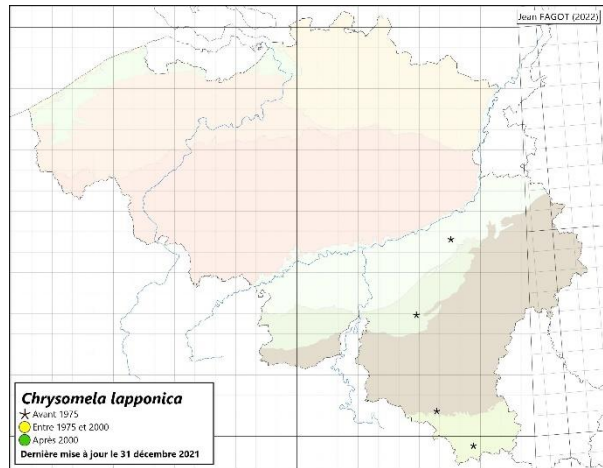 Jean FAGOT (2022)
Chrysomela lapponica
Avant 1975
Entre 1975 et 2000
Après 2000
Dernière mise à jour le 31 décembre 2021